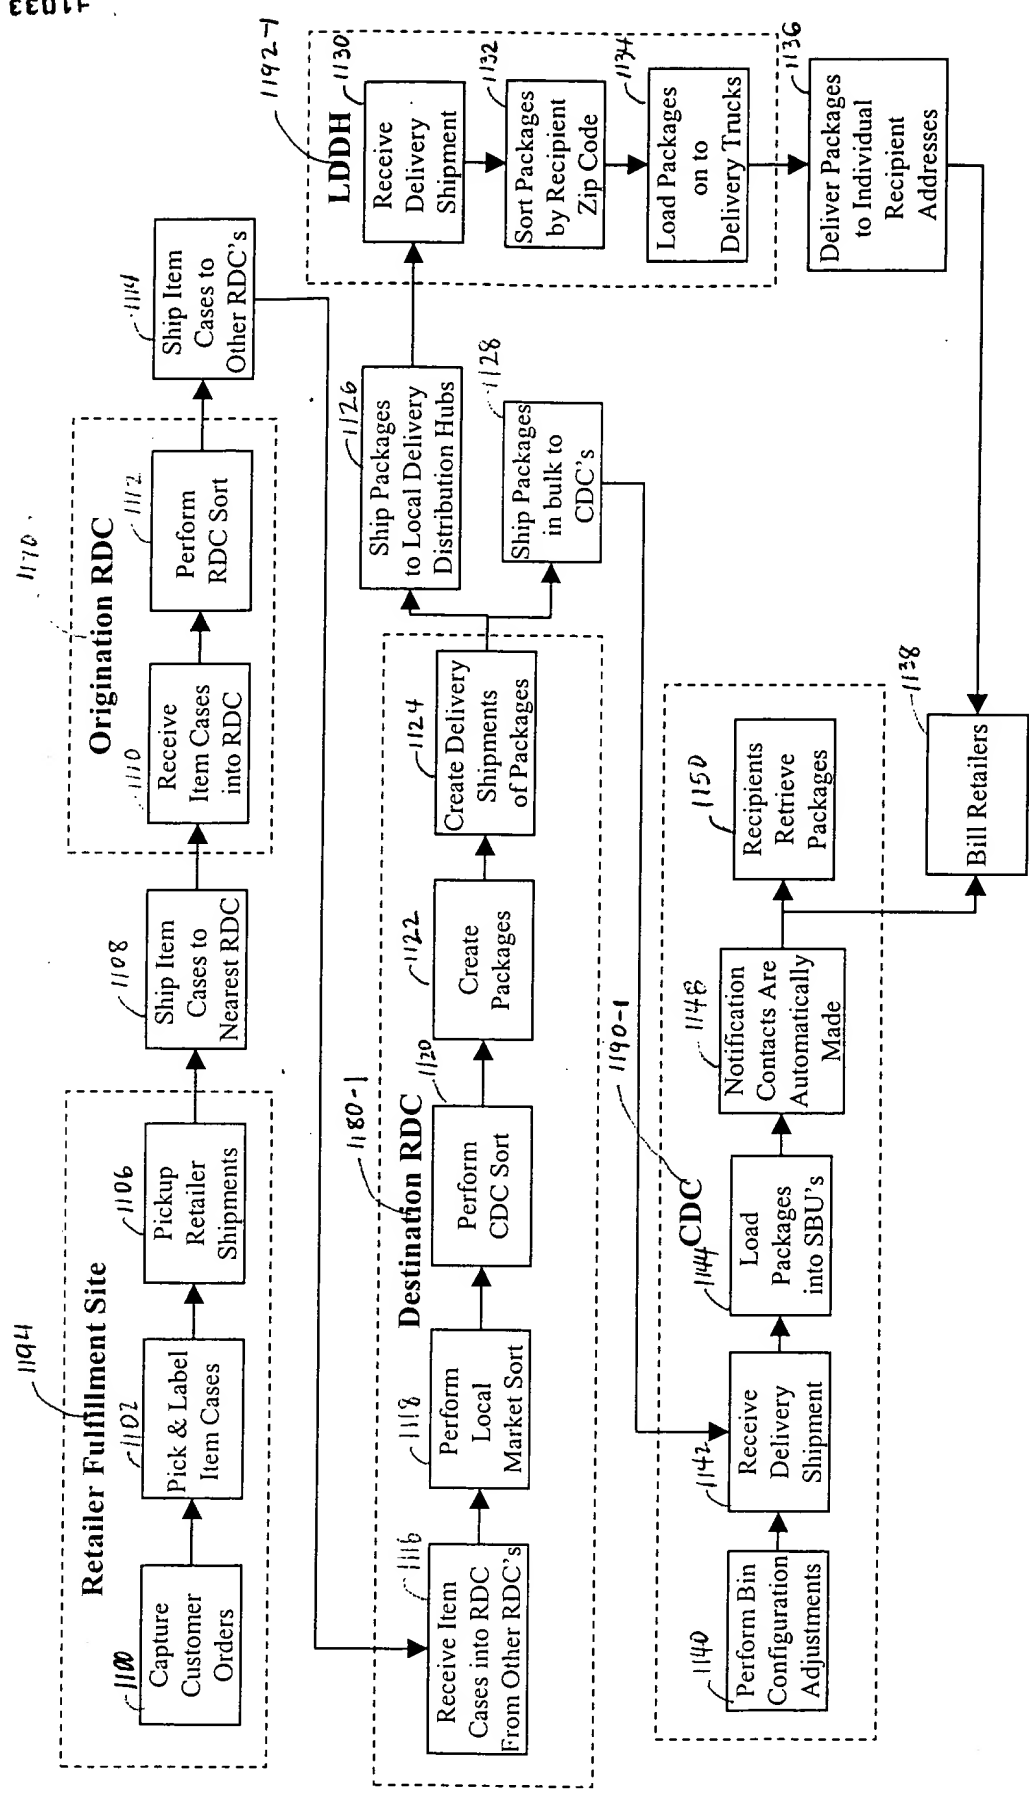 11033
1194
Retailer Fulfillment Site
1100
Capture
Customer
Orders
1102
Pick & Label
Item Cases
1106
Pickup
Retailer
Shipments
1108
Ship Item
Cases to
Nearest RDC
1170
Origination RDC
1110
Receive
Item Cases
into RDC
1112
Perform
RDC Sort
1114
Ship Item
Cases to
Other RDC's
1180-1
Destination RDC
1116
Receive Item
Cases into RDC
From Other RDC's
1118
Perform
Local
Market Sort
1120
Perform
CDC Sort
1122
Create
Packages
1124
Create Delivery
Shipments
of Packages
1126
Ship Packages
to Local Delivery
Distribution Hubs
1128
Ship Packages
in bulk to
CDC's
1192-1
LDDH
1130
Receive
Delivery
Shipment
1132
Sort Packages
by Recipient
Zip Code
1134
Load Packages
on to
Delivery Trucks
1136
Deliver Packages
to Individual
Recipient
Addresses
1190-1
CDC
1140
Perform Bin
Configuration
Adjustments
1142
Receive
Delivery
Shipment
1144
Load
Packages
into SBU's
1148
Notification
Contacts Are
Automatically
Made
1150
Recipients
Retrieve
Packages
1138
Bill Retailers